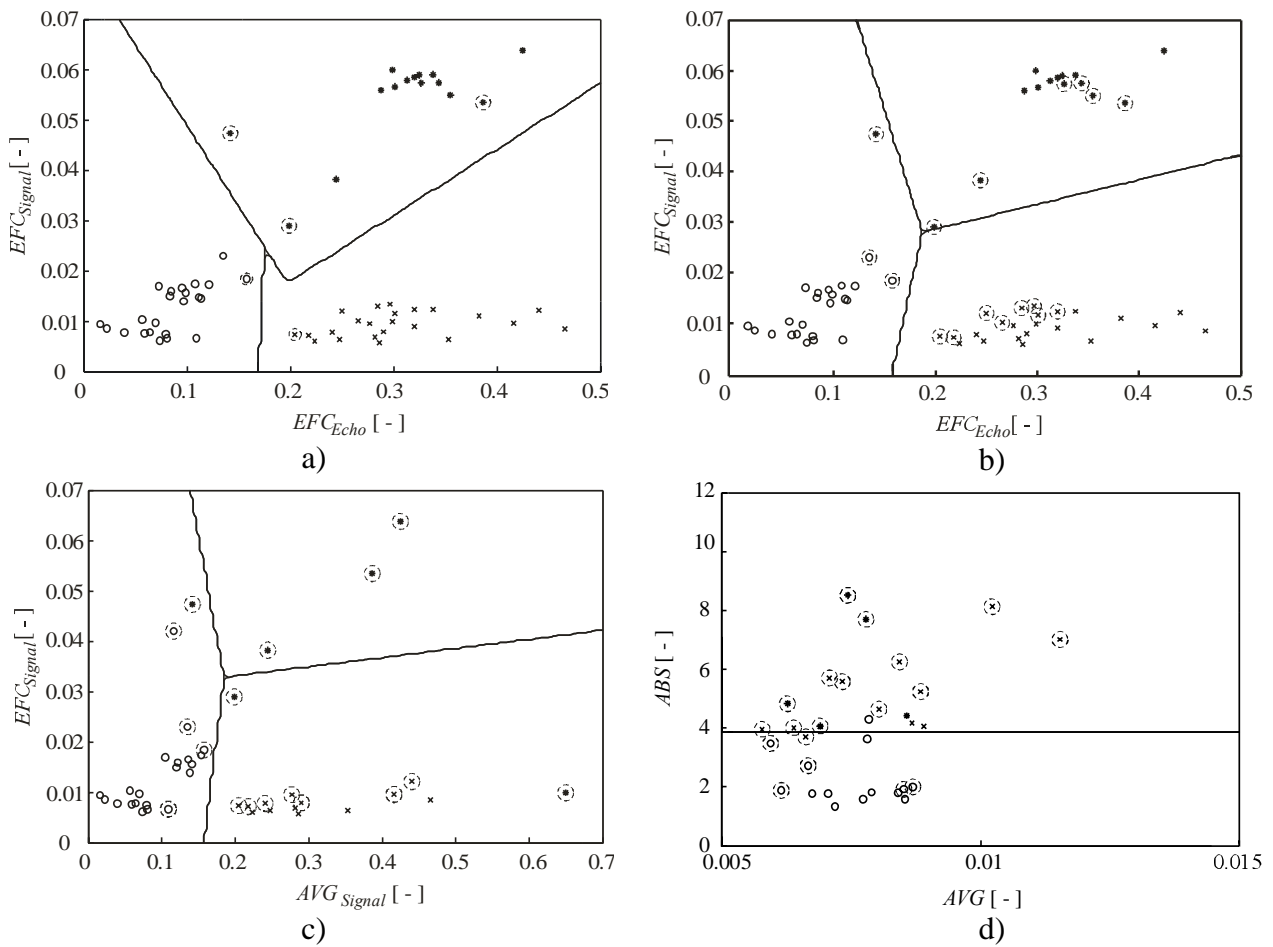 0.07
0.06
0.05
0.04
0.03
0.02
0.01
0
EFC_Signal [ - ]
0 0.1 0.2 0.3 0.4 0.5
EFC_Echo [ - ]
a)
0.07
0.06
0.05
0.04
0.03
0.02
0.01
0
EFC_Signal [ - ]
0 0.1 0.2 0.3 0.4 0.5
EFC_Echo [ - ]
b)
0.07
0.06
0.05
0.04
0.03
0.02
0.01
0
EFC_Signal [ - ]
0 0.1 0.2 0.3 0.4 0.5 0.6 0.7
AVG_Signal [ - ]
c)
12
10
8
6
4
2
0
ABS [ - ]
0.005 0.01 0.015
AVG [ - ]
d)